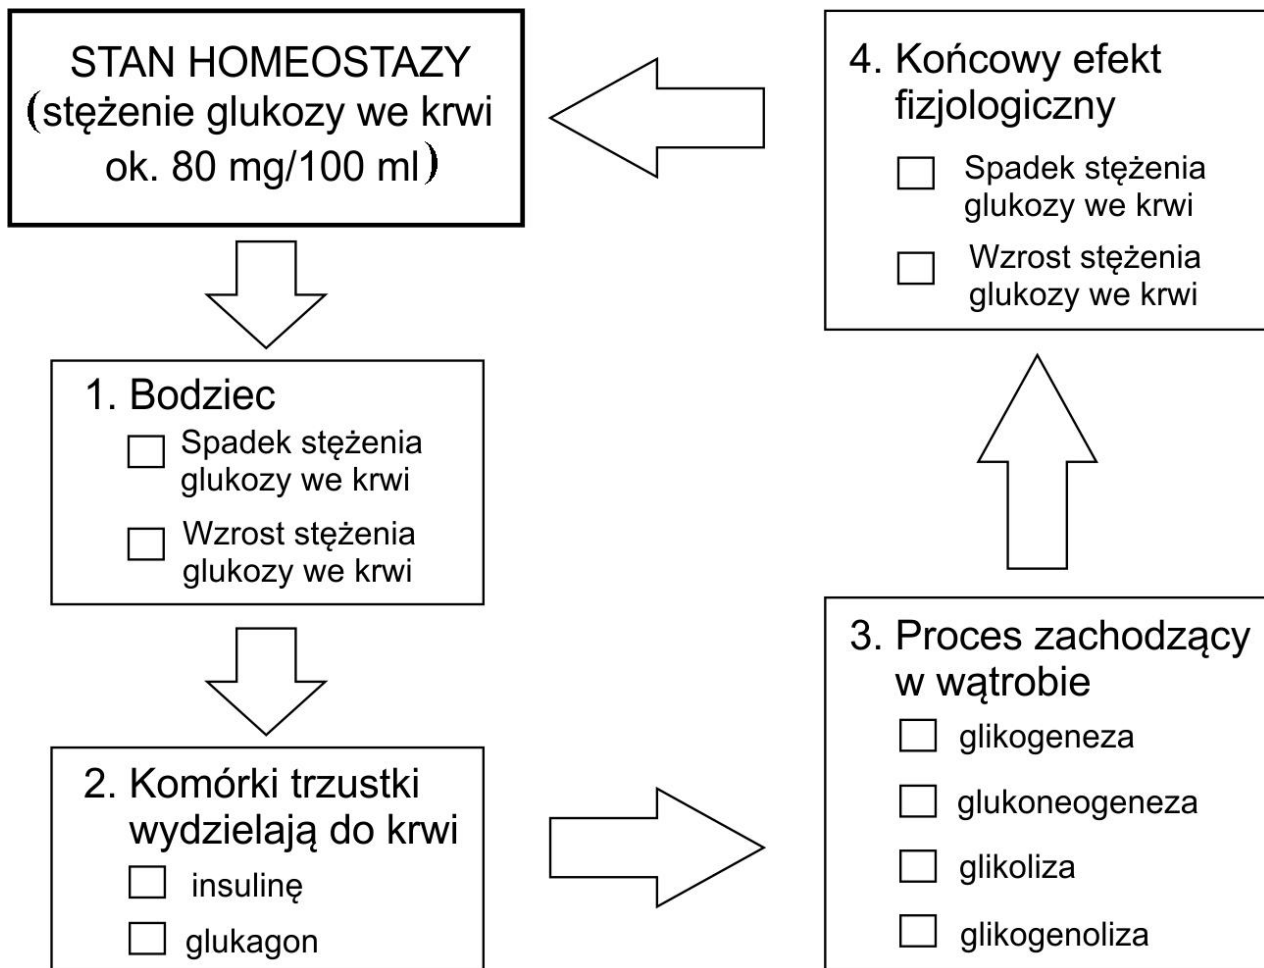 STAN HOMEOSTAZY
(stężenie glukozy we krwi
ok. 80 mg/100 ml)
1. Bodziec
Spadek stężenia
glukozy we krwi
Wzrost stężenia
glukozy we krwi
2. Komórki trzustki
wydzielają do krwi
insulinę
glukagon
3. Proces zachodzący
w wątrobie
glikogeneza
glukoneogeneza
glikoliza
glikogenoliza
4. Końcowy efekt
fizjologiczny
Spadek stężenia
glukozy we krwi
Wzrost stężenia
glukozy we krwi